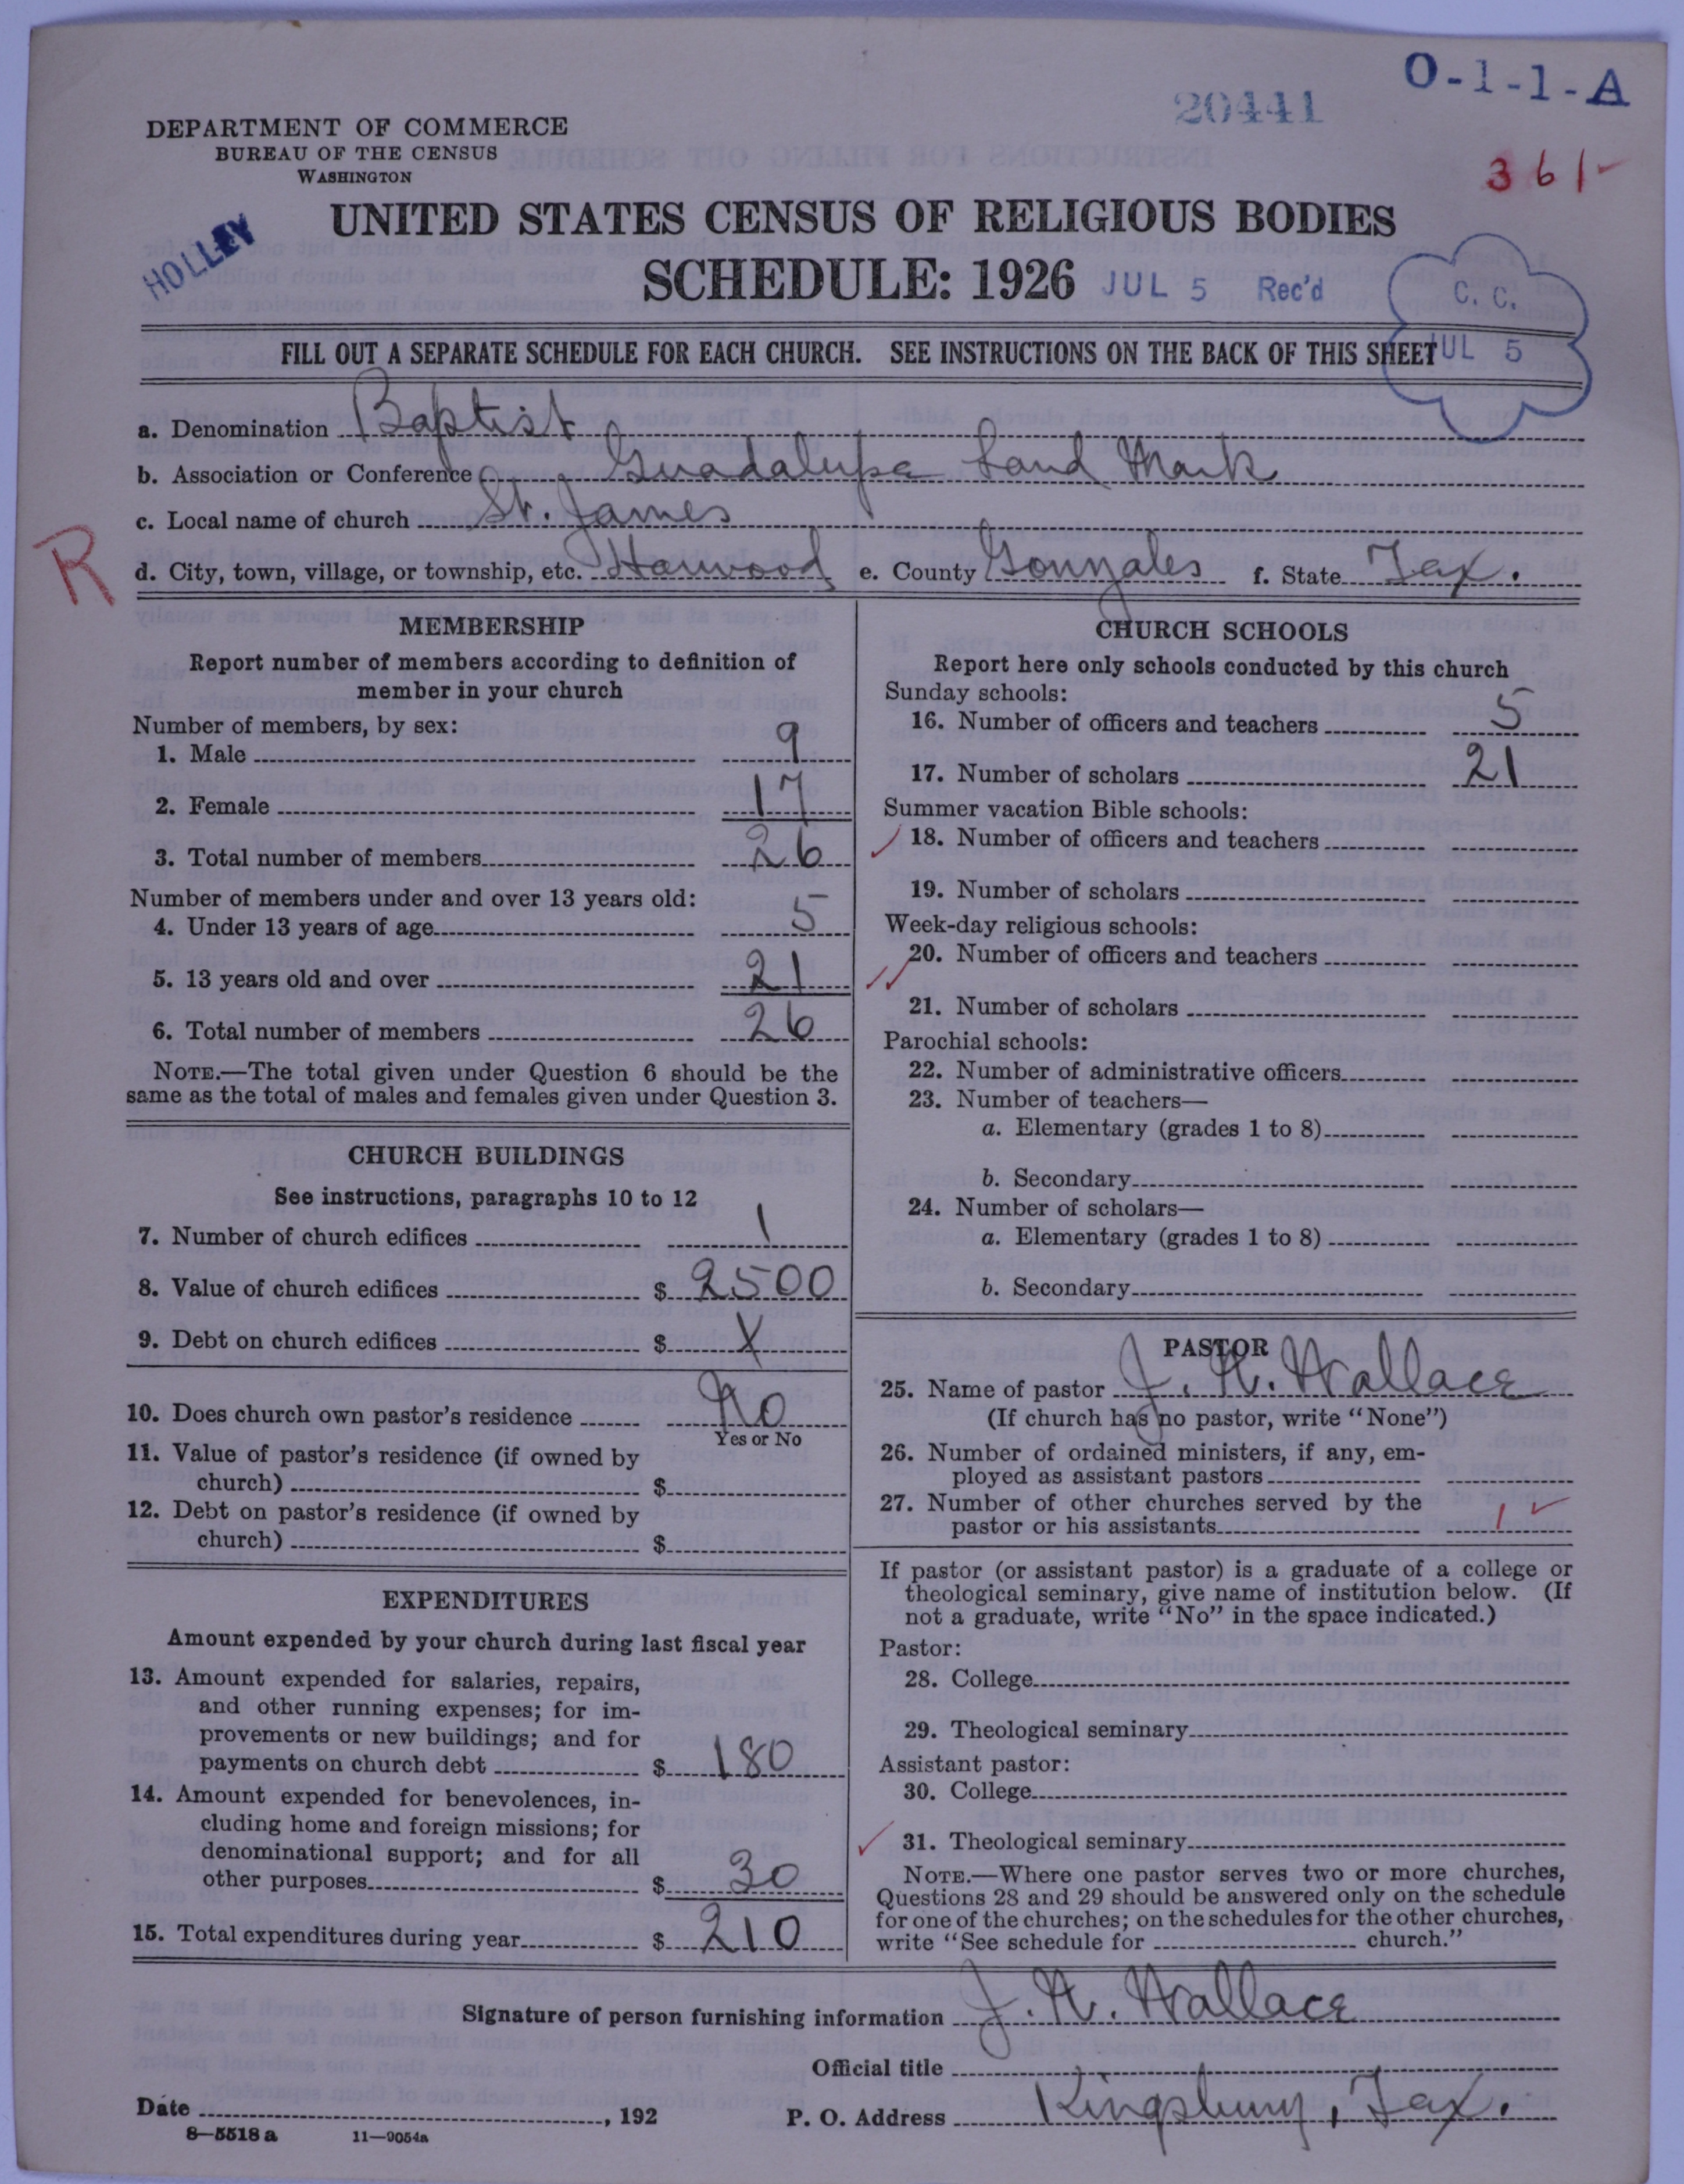 O-1-1-A
20441
361-
DEPARTMENT OF COMMERCE
BUREAU OF THE CENSUS
WASHINGTON
HOLLEY
UNITED STATES CENSUS OF RELIGIOUS BODIES
SCHEDULE: 1926 JUL 5 Rec'd
C. C.
JUL 5
FILL OUT A SEPARATE SCHEDULE FOR EACH CHURCH. SEE INSTRUCTIONS ON THE BACK OF THIS SHEET
a. Denomination Baptist
b. Association or Conference Guadalupe Land Mark
c. Local name of church St. James
R
d. City, town, village, or township, etc. Harwood e. County Gonzales f. State Tex.
MEMBERSHIP
Report number of members according to definition of
member in your church
Number of members, by sex:
1. Male 9
2. Female 17
3. Total number of members 26
Number of members under and over 13 years old:
4. Under 13 years of age 5
5. 13 years old and over 21
6. Total number of members 26
NOTE.—The total given under Question 6 should be the
same as the total of males and females given under Question 3.
CHURCH BUILDINGS
See instructions, paragraphs 10 to 12
7. Number of church edifices 1
8. Value of church edifices $ 2500
9. Debt on church edifices $ X
10. Does church own pastor's residence No
Yes or No
11. Value of pastor's residence (if owned by
church) $
12. Debt on pastor's residence (if owned by
church) $
EXPENDITURES
Amount expended by your church during last fiscal year
13. Amount expended for salaries, repairs,
and other running expenses; for im-
provements or new buildings; and for
payments on church debt $ 180
14. Amount expended for benevolences, in-
cluding home and foreign missions; for
denominational support; and for all
other purposes $ 30
15. Total expenditures during year $ 210
CHURCH SCHOOLS
Report here only schools conducted by this church
Sunday schools:
16. Number of officers and teachers 5
17. Number of scholars 21
Summer vacation Bible schools:
18. Number of officers and teachers
19. Number of scholars
Week-day religious schools:
20. Number of officers and teachers
21. Number of scholars
Parochial schools:
22. Number of administrative officers
23. Number of teachers—
a. Elementary (grades 1 to 8)
b. Secondary
24. Number of scholars—
a. Elementary (grades 1 to 8)
b. Secondary
PASTOR
25. Name of pastor J. W. Wallace
(If church has no pastor, write "None")
26. Number of ordained ministers, if any, em-
ployed as assistant pastors
27. Number of other churches served by the
pastor or his assistants 1
If pastor (or assistant pastor) is a graduate of a college or
theological seminary, give name of institution below. (If
not a graduate, write "No" in the space indicated.)
Pastor:
28. College
29. Theological seminary
Assistant pastor:
30. College
31. Theological seminary
NOTE.—Where one pastor serves two or more churches,
Questions 28 and 29 should be answered only on the schedule
for one of the churches; on the schedules for the other churches,
write "See schedule for church."
Signature of person furnishing information J. W. Wallace
Official title
Date , 192
P. O. Address Kingsbury, Tex.
8—5518 a 11—9054a